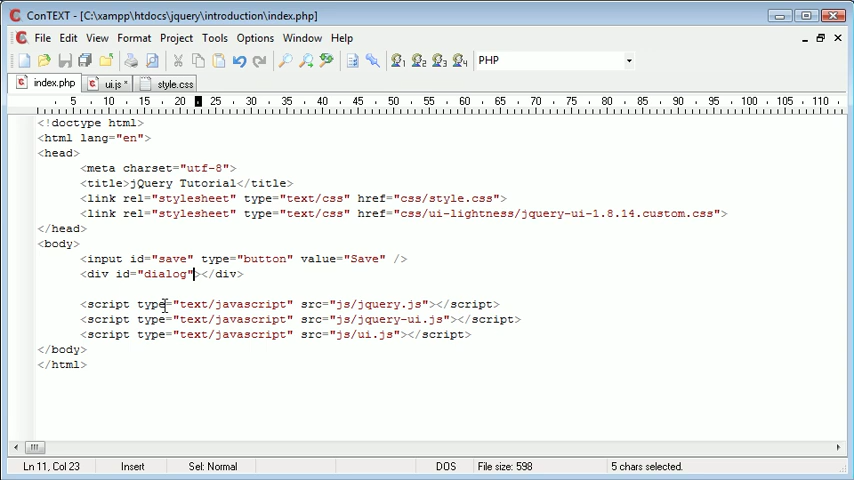 ConTEXT - [C:\xampp\htdocs\jquery\introduction\index.php]
File Edit View Format Project Tools Options Window Help
PHP
index.php ui.js * style.css
5 10 15 20 25 30 35 40 45 50 55 60 65 70 75 80 85 90 95 100 105 110
<!doctype html>
<html lang="en">
<head>
<meta charset="utf-8">
<title>jQuery Tutorial</title>
<link rel="stylesheet" type="text/css" href="css/style.css">
<link rel="stylesheet" type="text/css" href="css/ui-lightness/jquery-ui-1.8.14.custom.css">
</head>
<body>
<input id="save" type="button" value="Save" />
<div id="dialog"></div>
<script type="text/javascript" src="js/jquery.js"></script>
<script type="text/javascript" src="js/jquery-ui.js"></script>
<script type="text/javascript" src="js/ui.js"></script>
</body>
</html>
Ln 11, Col 23 Insert Sel: Normal DOS File size: 598 5 chars selected.